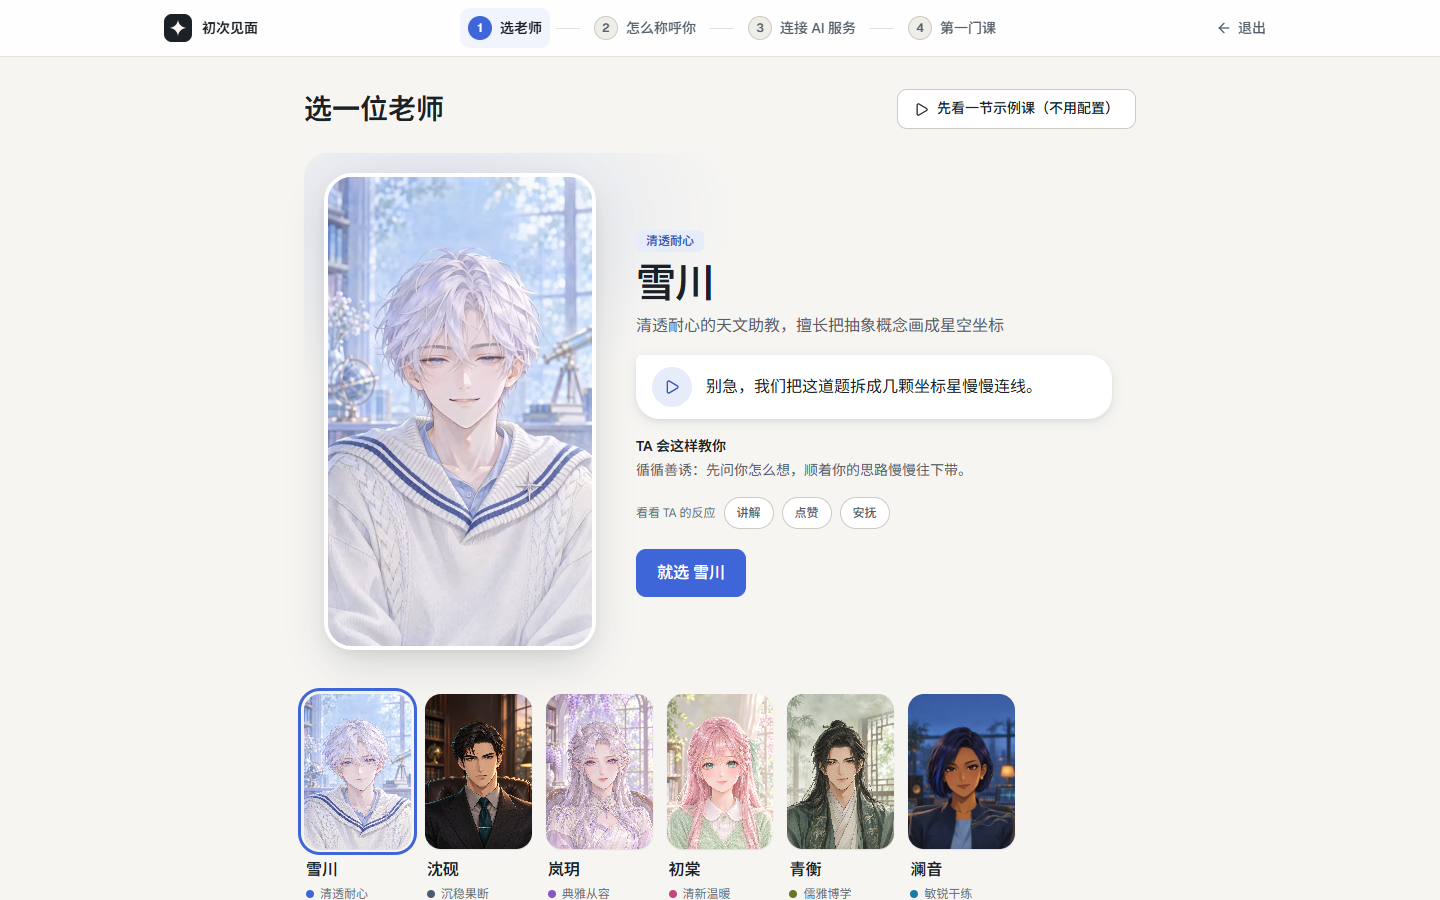 初次见面
1 选老师
2 怎么称呼你
3 连接 AI 服务
4 第一门课
退出
选一位老师
先看一节示例课（不用配置）
清透耐心
雪川
清透耐心的天文助教，擅长把抽象概念画成星空坐标
别急，我们把这道题拆成几颗坐标星慢慢连线。
TA 会这样教你
循循善诱：先问你怎么想，顺着你的思路慢慢往下带。
看看 TA 的反应 讲解 点赞 安抚
就选 雪川
雪川 沈砚 岚玥 初棠 青衡 澜音
清透耐心 沉稳果断 典雅从容 清新温暖 儒雅博学 敏锐干练